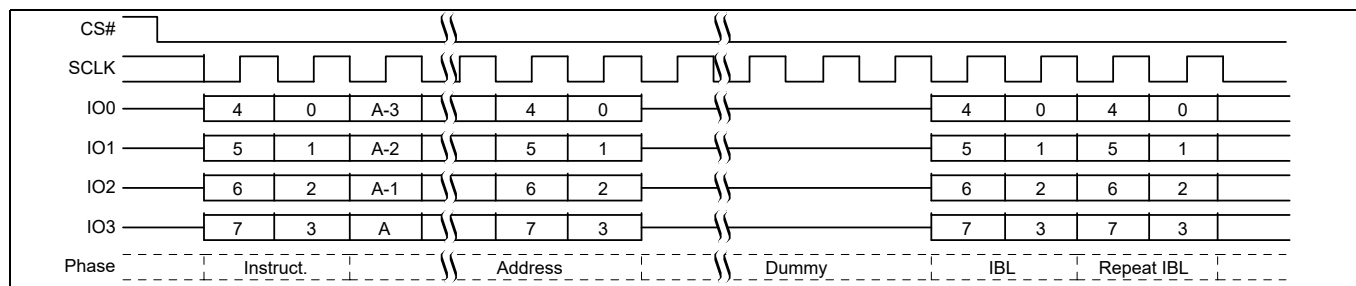 CS#
SCLK
IO0 4 0 A-3 4 0 4 0 4 0
IO1 5 1 A-2 5 1 5 1 5 1
IO2 6 2 A-1 6 2 6 2 6 2
IO3 7 3 A 7 3 7 3 7 3
Phase Instruct. Address Dummy IBL Repeat IBL